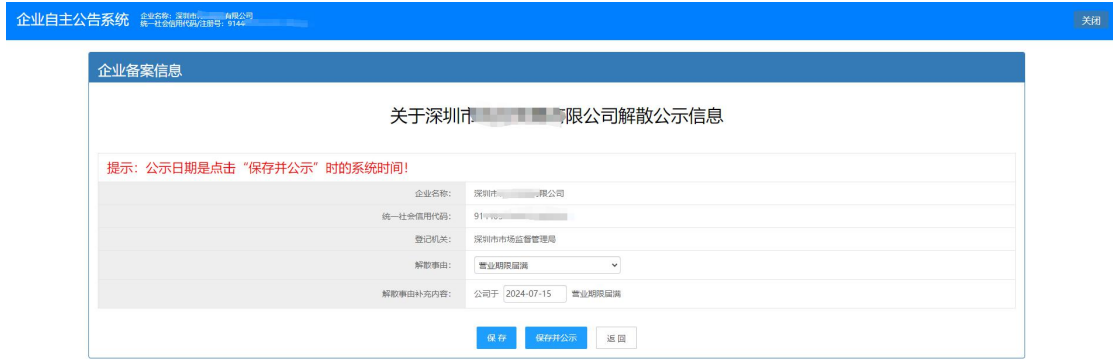 企业自主公告系统
企业名称：深圳市 有限公司
统一社会信用代码/注册号：9144
关闭
企业备案信息
关于深圳市 有限公司解散公示信息
提示：公示日期是点击“保存并公示”时的系统时间！
企业名称： 深圳市 限公司
统一社会信用代码： 91
登记机关： 深圳市市场监督管理局
解散事由： 营业期限届满
解散事由补充内容： 公司于 2024-07-15 营业期限届满
保存 保存并公示 返回